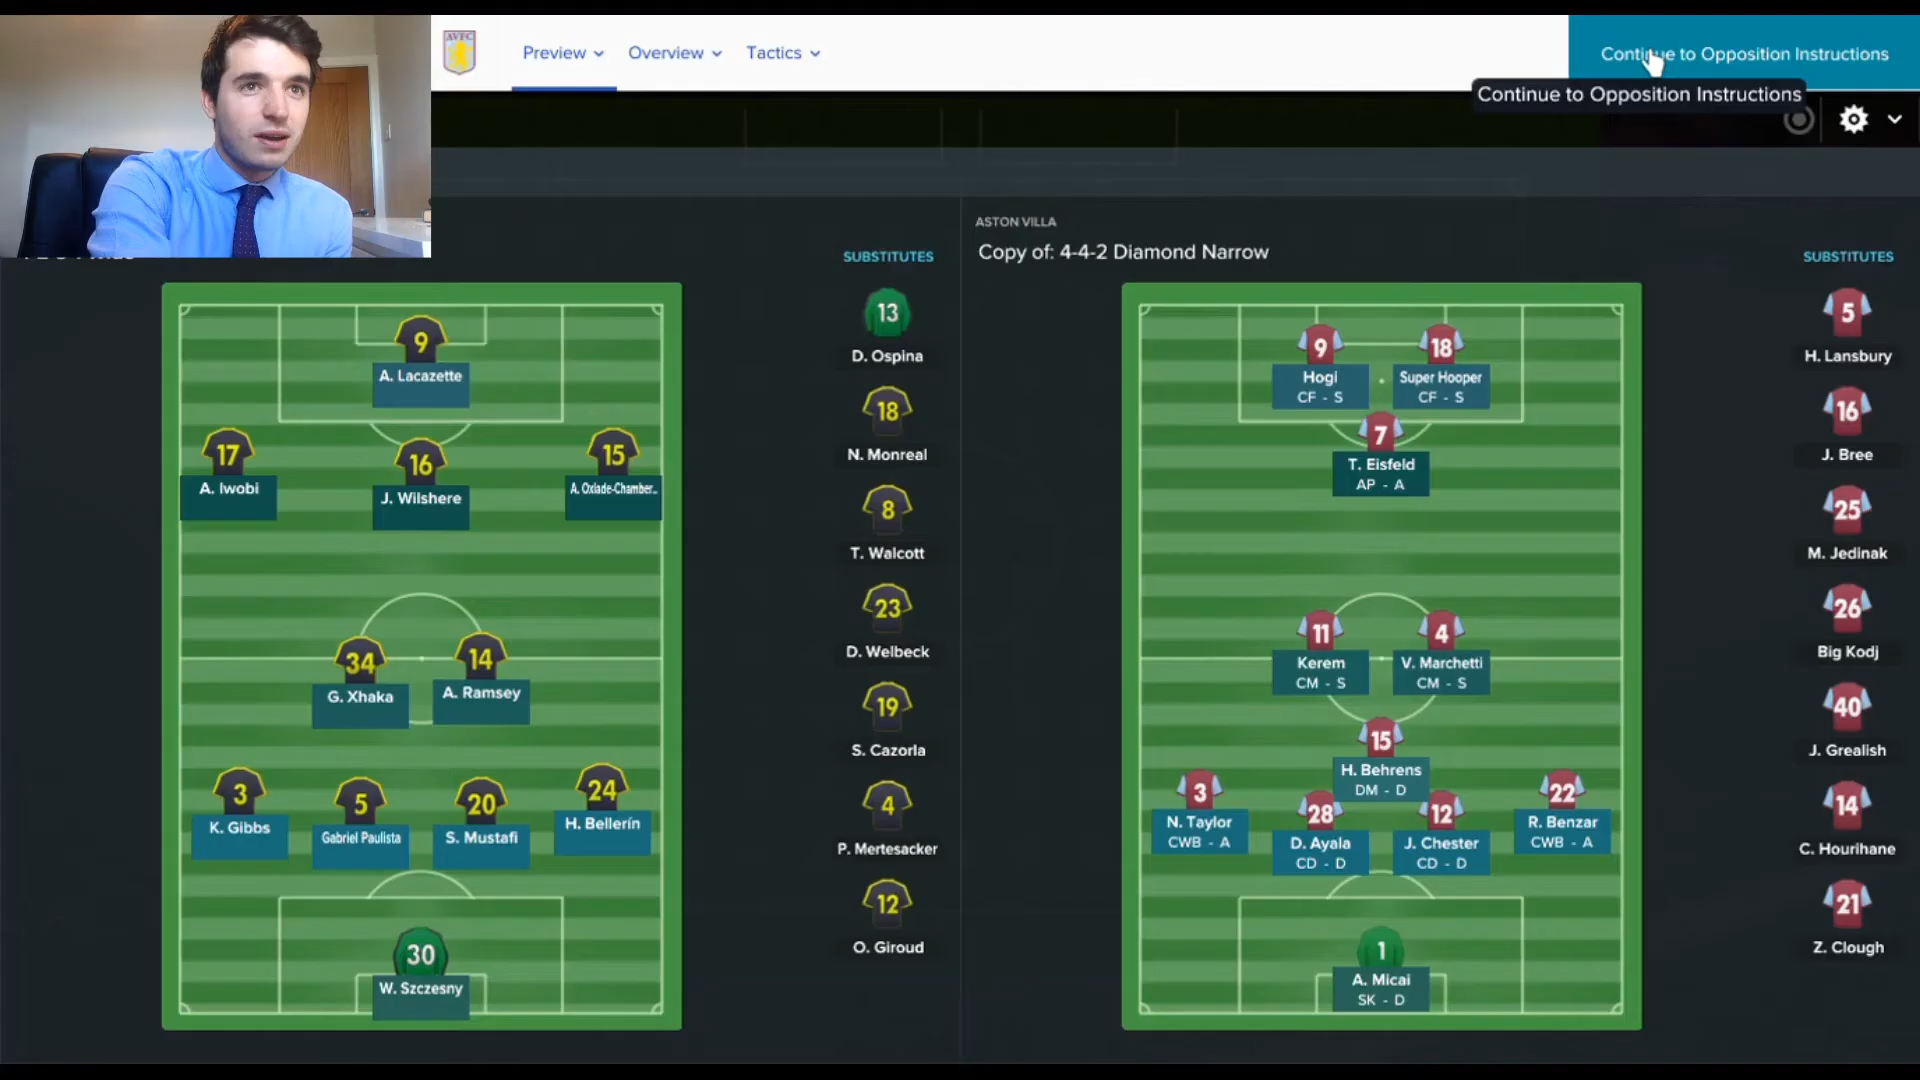 AVFC
Preview
Overview
Tactics
Continue to Opposition Instructions
Continue to Opposition Instructions
SUBSTITUTES
9
A. Lacazette
17
A. Iwobi
16
J. Wilshere
15
A. Oxlade-Chamber...
34
G. Xhaka
14
A. Ramsey
3
K. Gibbs
5
Gabriel Paulista
20
S. Mustafi
24
H. Bellerín
30
W. Szczesny
13
D. Ospina
18
N. Monreal
8
T. Walcott
23
D. Welbeck
19
S. Cazorla
4
P. Mertesacker
12
O. Giroud
ASTON VILLA
Copy of: 4-4-2 Diamond Narrow
SUBSTITUTES
9
Hogi
CF - S
18
Super Hooper
CF - S
7
T. Eisfeld
AP - A
11
Kerem
CM - S
4
V. Marchetti
CM - S
15
H. Behrens
DM - D
3
N. Taylor
CWB - A
28
D. Ayala
CD - D
12
J. Chester
CD - D
22
R. Benzar
CWB - A
1
A. Micai
SK - D
5
H. Lansbury
16
J. Bree
25
M. Jedinak
26
Big Kodj
40
J. Grealish
14
C. Hourihane
21
Z. Clough